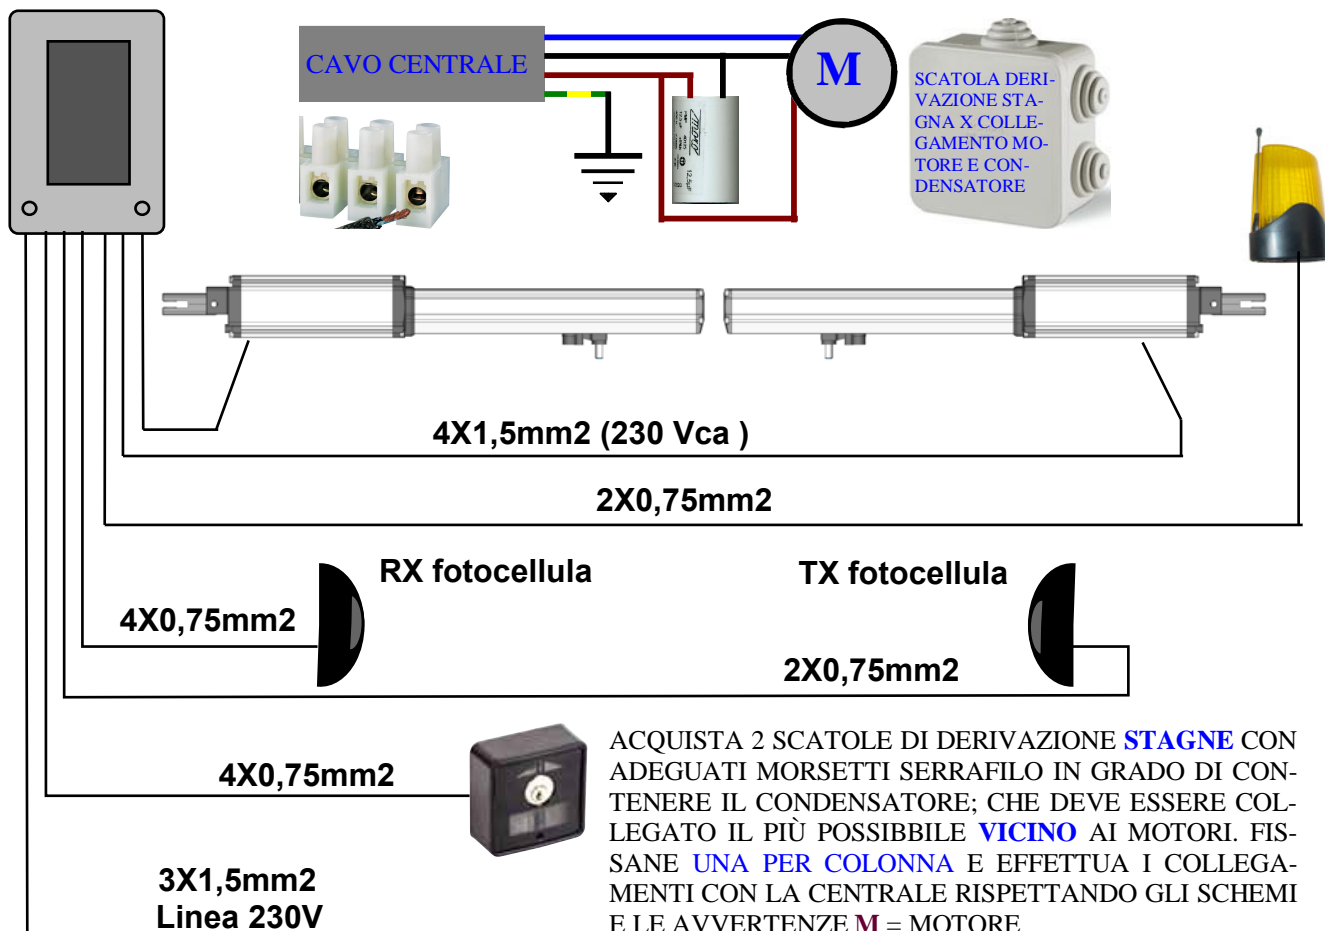 CAVO CENTRALE
M
SCATOLA DERI-
VAZIONE STA-
GNA X COLLE-
GAMENTO MO-
TORE E CON-
DENSATORE
12,5µF
4X1,5mm2 (230 Vca )
2X0,75mm2
RX fotocellula
TX fotocellula
4X0,75mm2
2X0,75mm2
4X0,75mm2
ACQUISTA 2 SCATOLE DI DERIVAZIONE STAGNE CON
ADEGUATI MORSETTI SERRAFILO IN GRADO DI CON-
TENERE IL CONDENSATORE; CHE DEVE ESSERE COL-
LEGATO IL PIÙ POSSIBBILE VICINO AI MOTORI. FIS-
SANE UNA PER COLONNA E EFFETTUA I COLLEGA-
MENTI CON LA CENTRALE RISPETTANDO GLI SCHEMI
E LE AVVERTENZE M = MOTORE
3X1,5mm2
Linea 230V